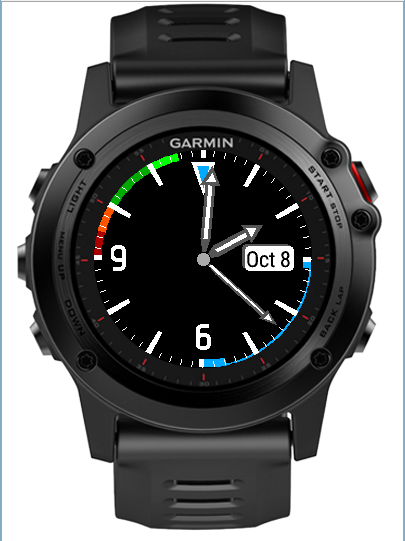 GARMIN
LIGHT
START STOP
MENU UP
9
Oct 8
DOWN
BACK LAP
6